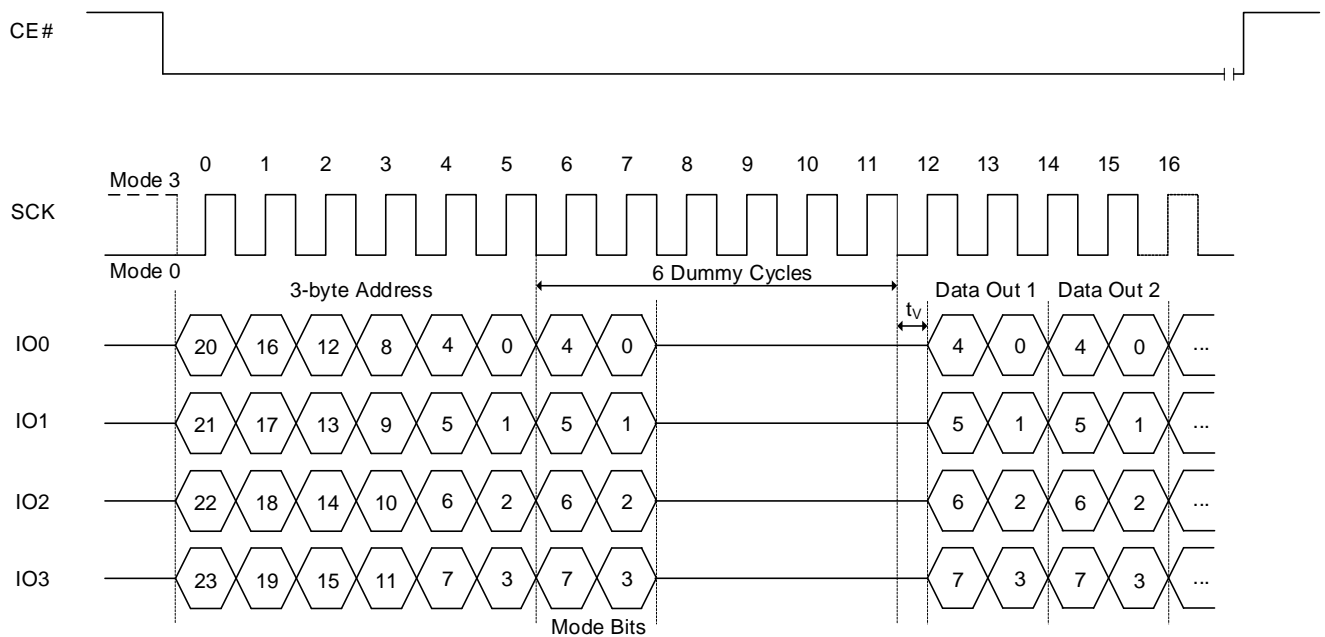 CE#
0 1 2 3 4 5 6 7 8 9 10 11 12 13 14 15 16
Mode 3
SCK
Mode 0
6 Dummy Cycles
3-byte Address
Data Out 1 Data Out 2
tV
IO0 20 16 12 8 4 0 4 0 4 0 4 0 ...
IO1 21 17 13 9 5 1 5 1 5 1 5 1 ...
IO2 22 18 14 10 6 2 6 2 6 2 6 2 ...
IO3 23 19 15 11 7 3 7 3 7 3 7 3 ...
Mode Bits